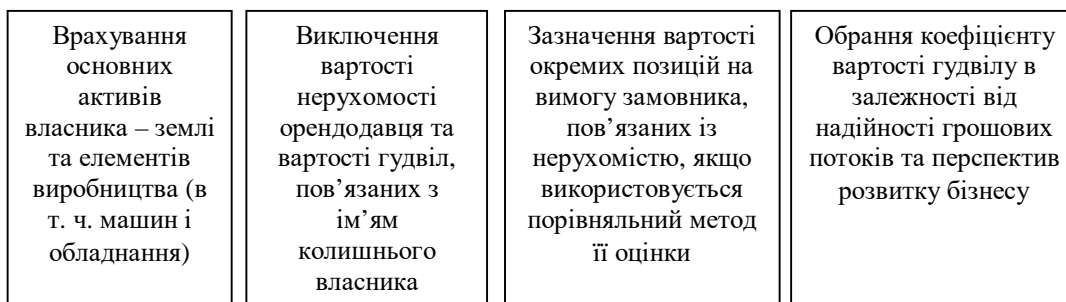 Врахування
основних
активів
власника – землі
та елементів
виробництва (в
т. ч. машин і
обладнання)
Виключення
вартості
нерухомості
орендодавця та
вартості гудвіл,
пов’язаних з
ім’ям
колишнього
власника
Зазначення вартості
окремих позицій на
вимогу замовника,
пов’язаних із
нерухомістю, якщо
використовується
порівняльний метод
її оцінки
Обрання коефіцієнту
вартості гудвілу в
залежності від
надійності грошових
потоків та перспектив
розвитку бізнесу